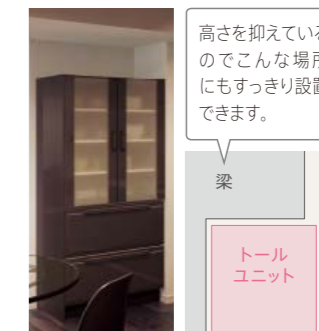 高さを抑えている
のでこんな場所
にもすっきり設置
できます。
梁
トール
ユニット